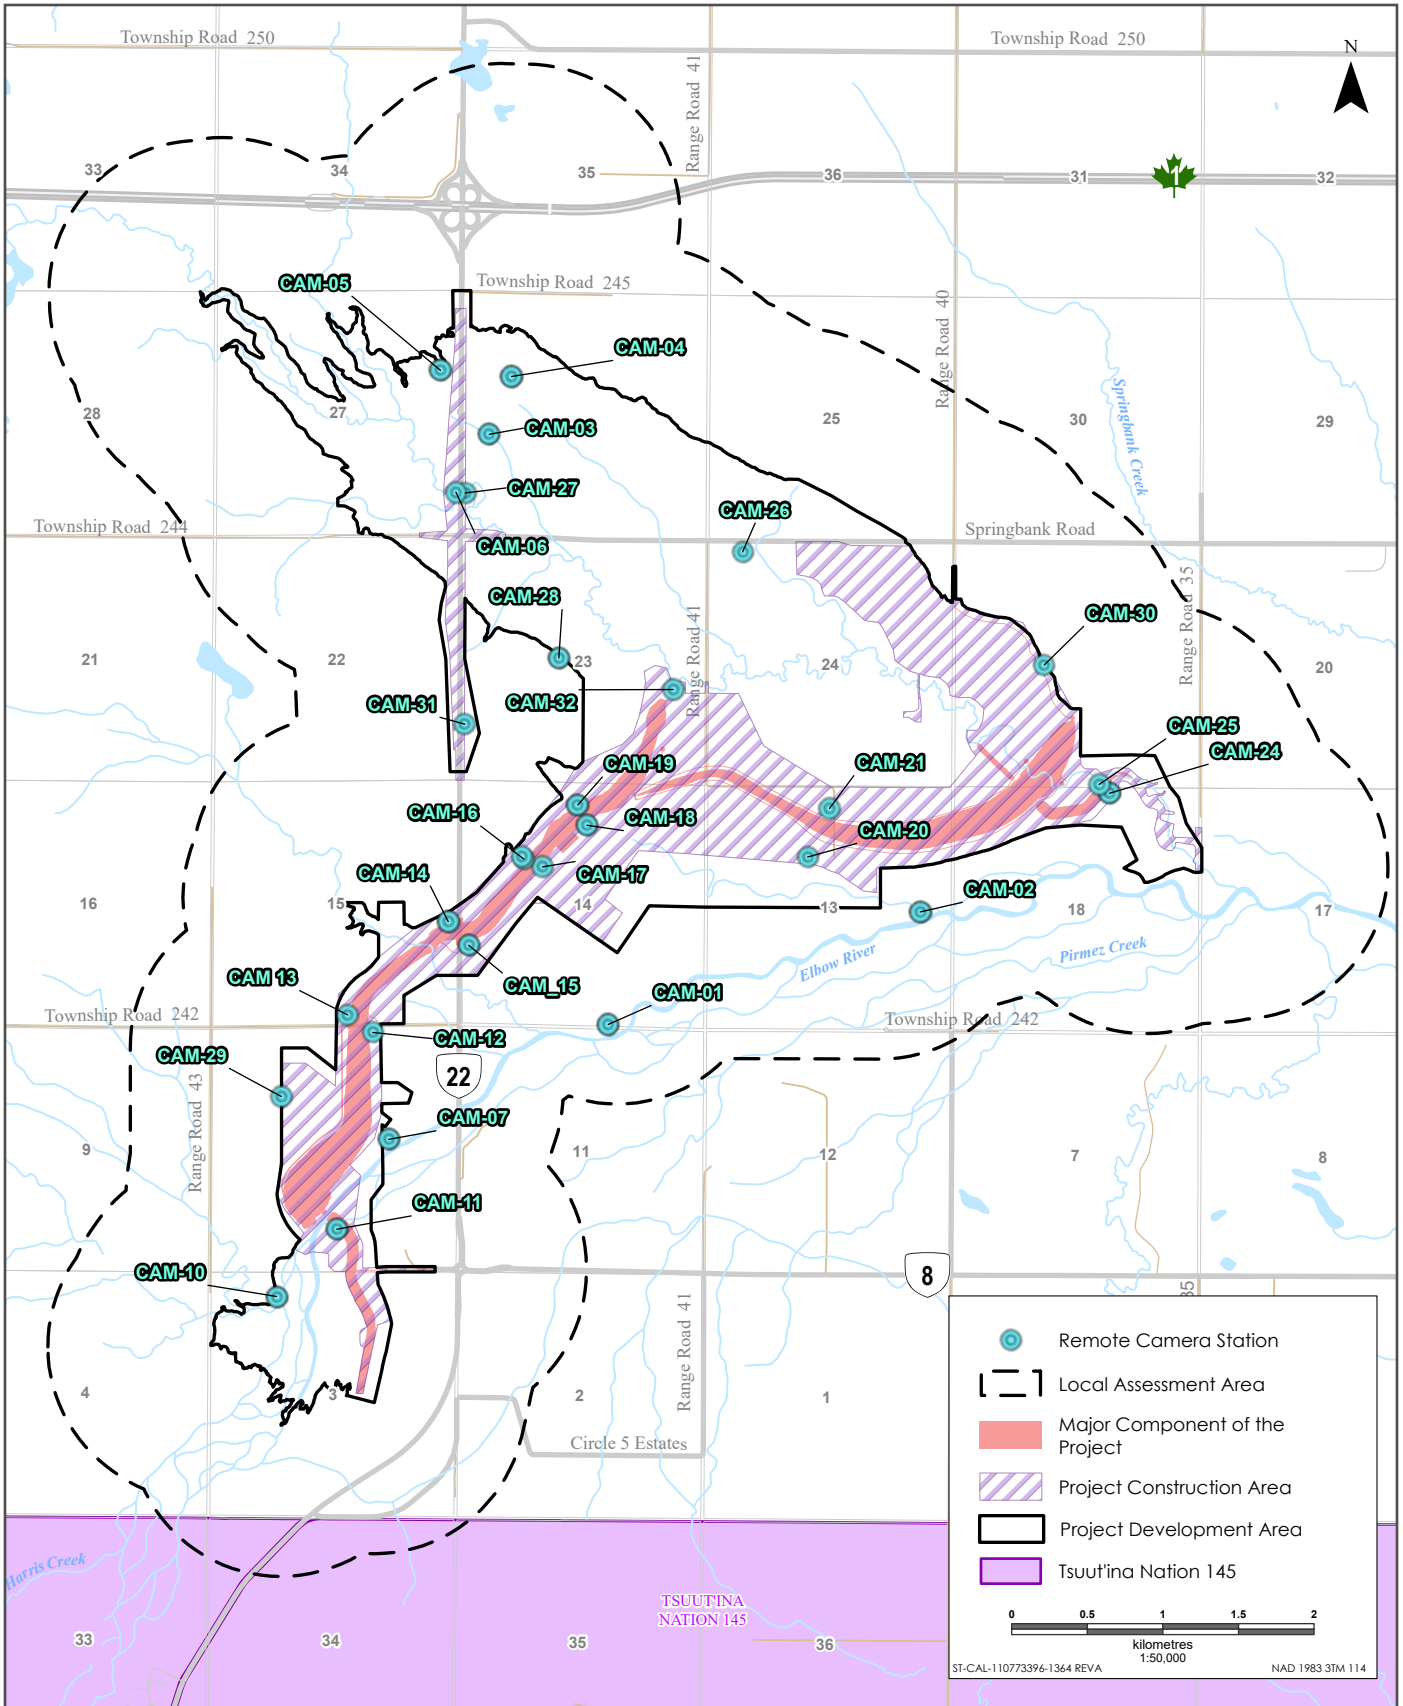 Township Road 250
Township Road 250
N
Range Road 41
33
34
35
36
31
1
32
CAM-05
Township Road 245
Range Road 40
CAM-04
Springbank Creek
28
27
CAM-03
25
30
29
CAM-27
Township Road 244
CAM-06
CAM-26
Springbank Road
CAM-28
Range Road 41
CAM-30
Range Road 35
21
22
23
24
20
CAM-31
CAM-32
CAM-25
CAM-24
CAM-19
CAM-21
CAM-16
CAM-18
CAM-20
CAM-14
CAM-17
CAM-02
16
15
14
13
18
17
Elbow River
Pirmez Creek
CAM 13
CAM_15
CAM-01
Township Road 242
Township Road 242
CAM-12
CAM-29
22
Range Road 43
CAM-07
9
11
12
7
8
CAM-11
CAM-10
8
35
Range Road 41
4
3
2
1
Circle 5 Estates
Remote Camera Station
Local Assessment Area
Major Component of the
Project
Project Construction Area
Project Development Area
Tsuut'ina Nation 145
Harris Creek
TSUUT'INA
NATION 145
33
34
35
36
0 0.5 1 1.5 2
kilometres
1:50,000
ST-CAL-110773396-1364 REVA
NAD 1983 3TM 114